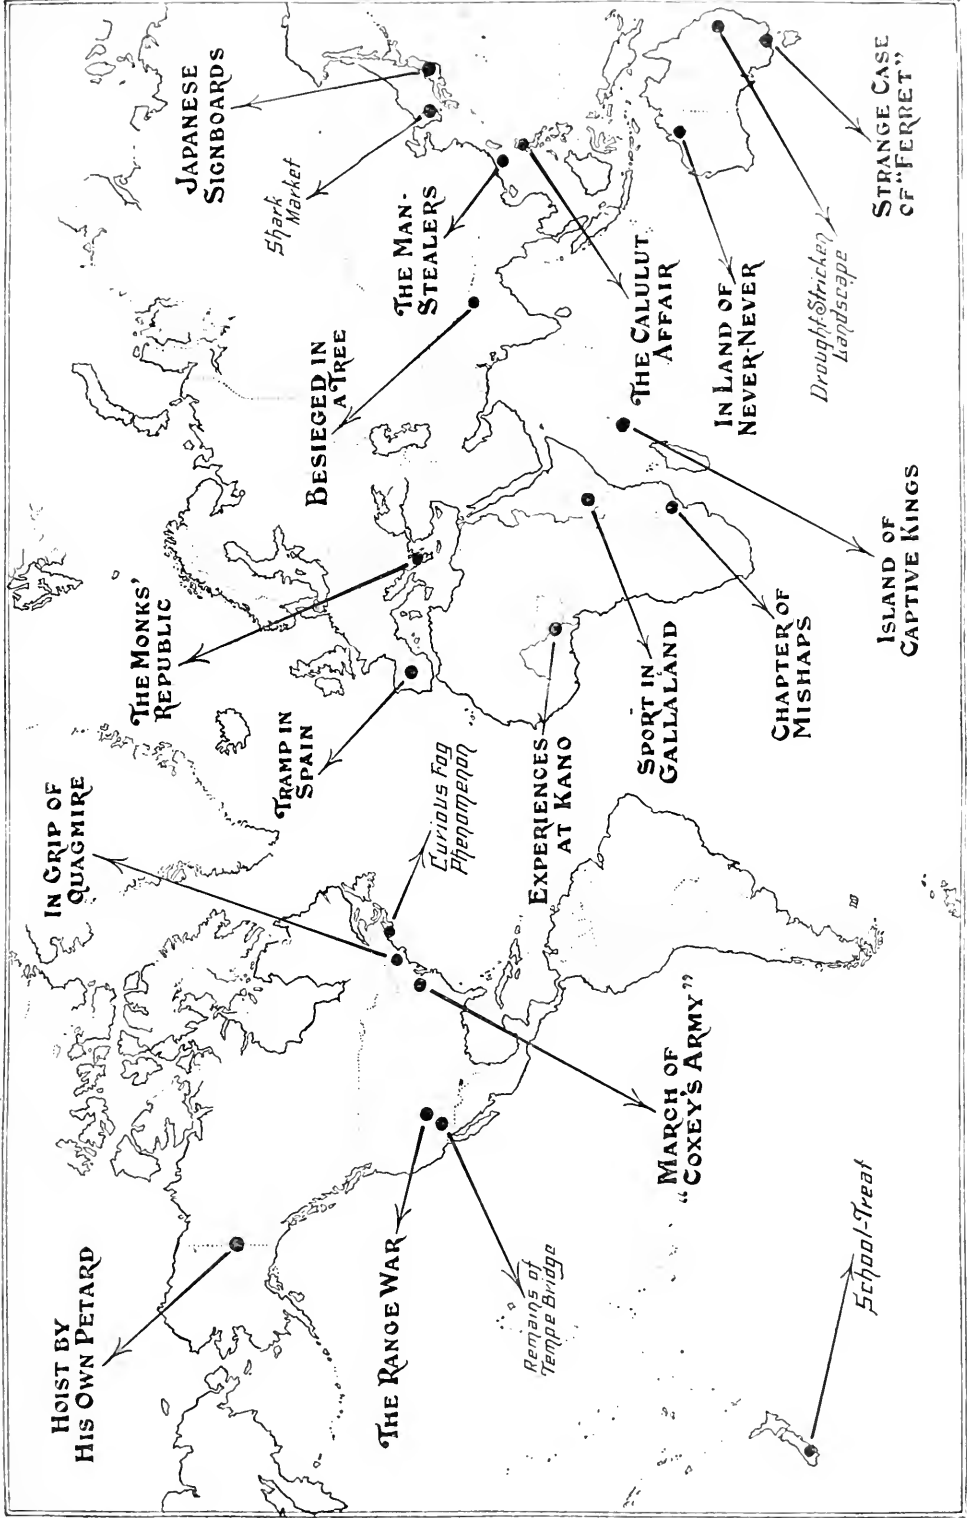 HOIST BY
HIS OWN PETARD
IN GRIP OF
QUAGMIRE
THE MONKS'
REPUBLIC
JAPANESE
SIGNBOARDS
Shark
Market
TRAMP IN
SPAIN
BESIEGED IN
A TREE
THE MAN-
STEALERS
THE RANGE WAR
Curious Fog
Phenomenon
Remains of
Tempe Bridge
EXPERIENCES
AT KANO
MARCH OF
"COXEY'S ARMY"
SPORT IN
GALLALAND
THE CALULUT
AFFAIR
IN LAND OF
NEVER-NEVER
CHAPTER OF
MISHAPS
Drought-Stricken
Landscape
School-Treat
ISLAND OF
CAPTIVE KINGS
STRANGE CASE
OF "FERRET"